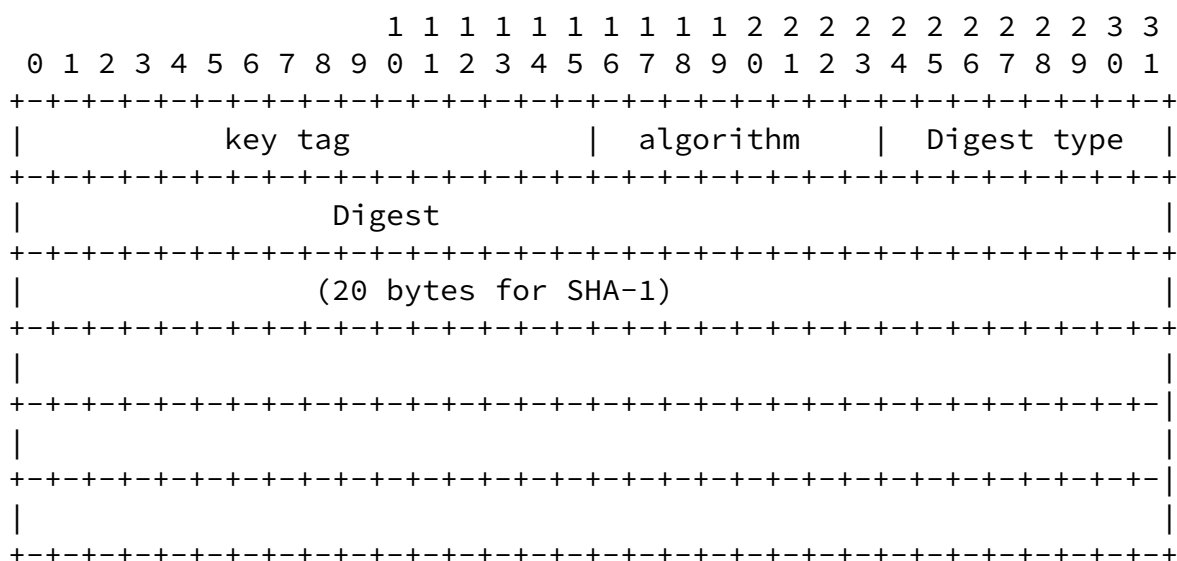 1 1 1 1 1 1 1 1 1 1 2 2 2 2 2 2 2 2 2 2 3 3
 0 1 2 3 4 5 6 7 8 9 0 1 2 3 4 5 6 7 8 9 0 1 2 3 4 5 6 7 8 9 0 1
+-+-+-+-+-+-+-+-+-+-+-+-+-+-+-+-+-+-+-+-+-+-+-+-+-+-+-+-+-+-+-+-+
|           key tag             |  algorithm    |  Digest type  |
+-+-+-+-+-+-+-+-+-+-+-+-+-+-+-+-+-+-+-+-+-+-+-+-+-+-+-+-+-+-+-+-+
|                 Digest                                        |
+-+-+-+-+-+-+-+-+-+-+-+-+-+-+-+-+-+-+-+-+-+-+-+-+-+-+-+-+-+-+-+-+
|                (20 bytes for SHA-1)                           |
+-+-+-+-+-+-+-+-+-+-+-+-+-+-+-+-+-+-+-+-+-+-+-+-+-+-+-+-+-+-+-+-+
|                                                               |
+-+-+-+-+-+-+-+-+-+-+-+-+-+-+-+-+-+-+-+-+-+-+-+-+-+-+-+-+-+-+-+-|
|                                                               |
+-+-+-+-+-+-+-+-+-+-+-+-+-+-+-+-+-+-+-+-+-+-+-+-+-+-+-+-+-+-+-+-|
|                                                               |
+-+-+-+-+-+-+-+-+-+-+-+-+-+-+-+-+-+-+-+-+-+-+-+-+-+-+-+-+-+-+-+-+